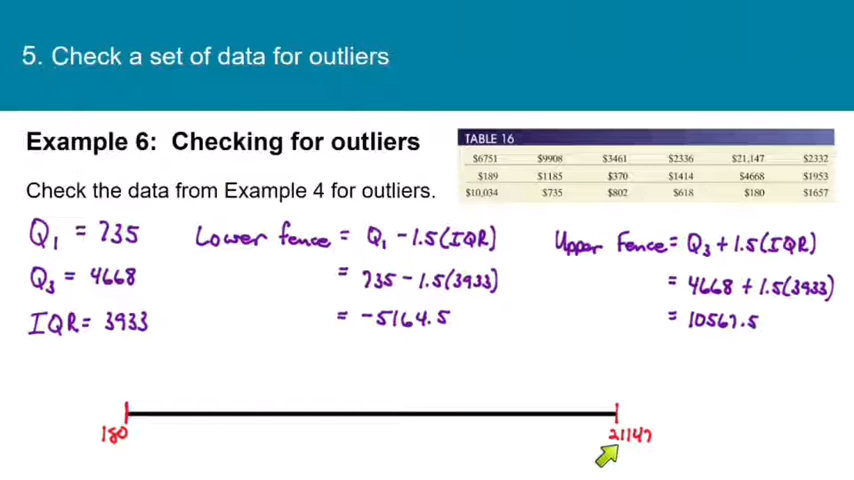 5. Check a set of data for outliers
Example 6: Checking for outliers
Check the data from Example 4 for outliers.
TABLE 16
$6751 $9908 $3461 $2336 $21,147 $2332
$189 $1185 $370 $1414 $4668 $1953
$10,034 $735 $802 $618 $180 $1657
Q₁ = 735
Q₃ = 4668
IQR = 3933
Lower fence = Q₁ - 1.5(IQR)
= 735 - 1.5(3933)
= -5164.5
Upper Fence = Q₃ + 1.5(IQR)
= 4668 + 1.5(3933)
= 10567.5
180 21147